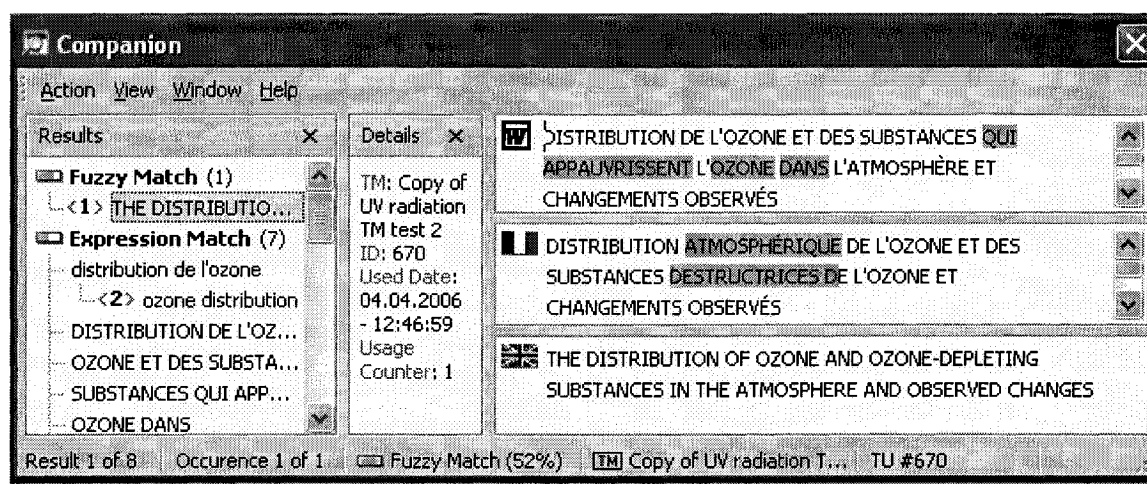 Companion
Action View Window Help
Results
Fuzzy Match (1)
<1> THE DISTRIBUTIO...
Expression Match (7)
distribution de l'ozone
<2> ozone distribution
DISTRIBUTION DE L'OZ...
OZONE ET DES SUBSTA...
SUBSTANCES QUI APP...
OZONE DANS
Details
TM: Copy of
UV radiation
TM test 2
ID: 670
Used Date:
04.04.2006
- 12:46:59
Usage
Counter: 1
DISTRIBUTION DE L'OZONE ET DES SUBSTANCES QUI
APPAUVRISSENT L'OZONE DANS L'ATMOSPHÈRE ET
CHANGEMENTS OBSERVÉS
DISTRIBUTION ATMOSPHÉRIQUE DE L'OZONE ET DES
SUBSTANCES DESTRUCTRICES DE L'OZONE ET
CHANGEMENTS OBSERVÉS
THE DISTRIBUTION OF OZONE AND OZONE-DEPLETING
SUBSTANCES IN THE ATMOSPHERE AND OBSERVED CHANGES
Result 1 of 8 Occurence 1 of 1 Fuzzy Match (52%) TM Copy of UV radiation T... TU #670